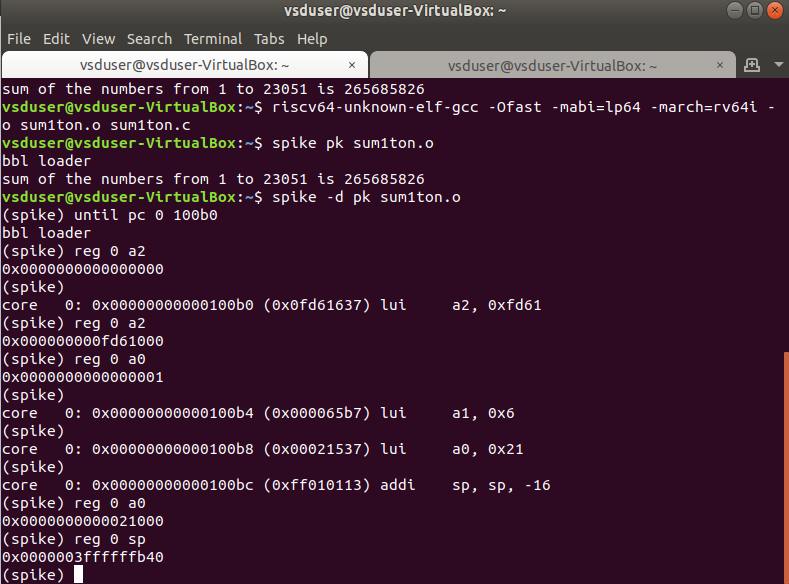 vsduser@vsduser-VirtualBox: ~
File Edit View Search Terminal Tabs Help
vsduser@vsduser-VirtualBox: ~ × vsduser@vsduser-VirtualBox: ~ ×
sum of the numbers from 1 to 23051 is 265685826
vsduser@vsduser-VirtualBox:~$ riscv64-unknown-elf-gcc -Ofast -mabi=lp64 -march=rv64i -
o sum1ton.o sum1ton.c
vsduser@vsduser-VirtualBox:~$ spike pk sum1ton.o
bbl loader
sum of the numbers from 1 to 23051 is 265685826
vsduser@vsduser-VirtualBox:~$ spike -d pk sum1ton.o
(spike) until pc 0 100b0
bbl loader
(spike) reg 0 a2
0x0000000000000000
(spike)
core   0: 0x00000000000100b0 (0x0fd61637) lui     a2, 0xfd61
(spike) reg 0 a2
0x000000000fd61000
(spike) reg 0 a0
0x0000000000000001
(spike)
core   0: 0x00000000000100b4 (0x000065b7) lui     a1, 0x6
(spike)
core   0: 0x00000000000100b8 (0x00021537) lui     a0, 0x21
(spike)
core   0: 0x00000000000100bc (0xff010113) addi    sp, sp, -16
(spike) reg 0 a0
0x0000000000021000
(spike) reg 0 sp
0x0000003ffffffb40
(spike)